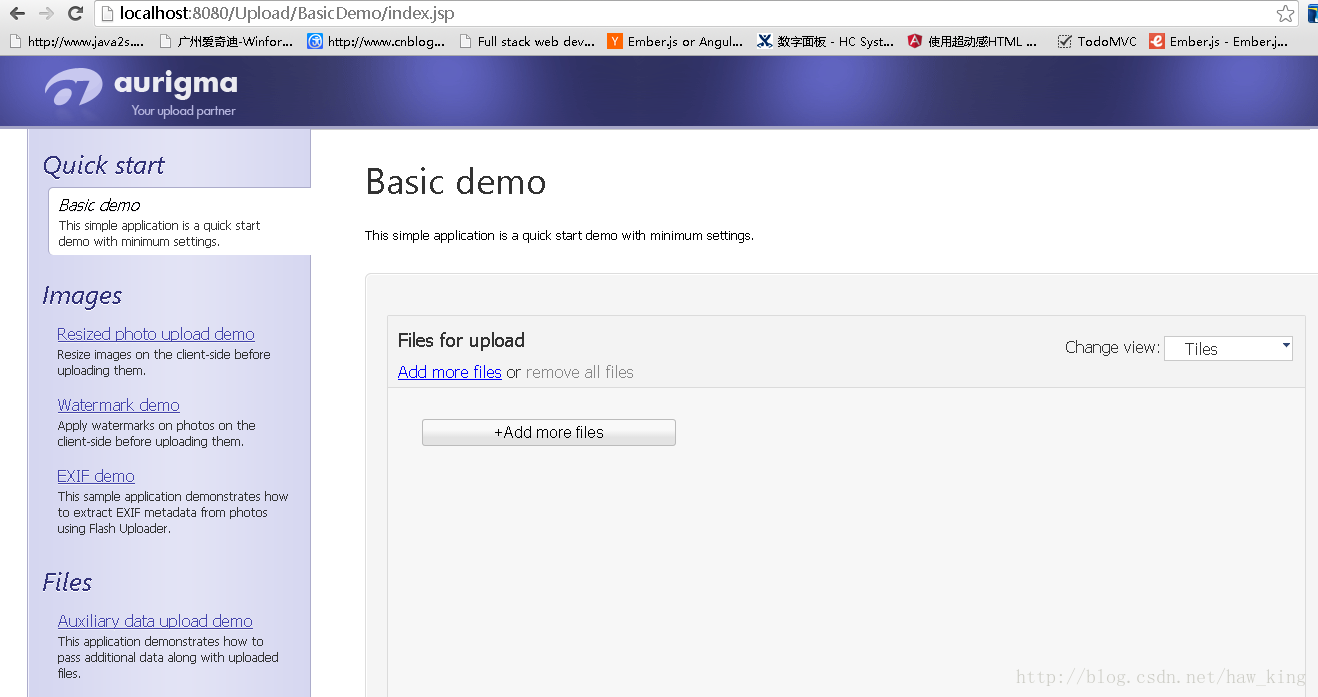 localhost:8080/Upload/BasicDemo/index.jsp
http://www.java2s.... 广州爱奇迪-Winfor... http://www.cnblog... Full stack web dev... Ember.js or Angul... 数字面板 - HC Syst... 使用超动感HTML ... TodoMVC Ember.js - Ember.j...
aurigma
Your upload partner
Quick start
Basic demo
This simple application is a quick start
demo with minimum settings.
Images
Resized photo upload demo
Resize images on the client-side before
uploading them.
Watermark demo
Apply watermarks on photos on the
client-side before uploading them.
EXIF demo
This sample application demonstrates how
to extract EXIF metadata from photos
using Flash Uploader.
Files
Auxiliary data upload demo
This application demonstrates how to
pass additional data along with uploaded
files.
Basic demo
This simple application is a quick start demo with minimum settings.
Files for upload
Add more files or remove all files
Change view: Tiles
+Add more files
http://blog.csdn.net/haw_king